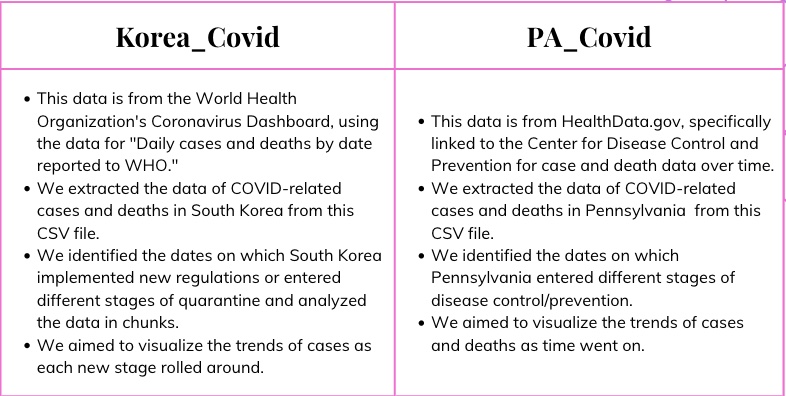 Korea_Covid
• This data is from the World Health
Organization's Coronavirus Dashboard, using
the data for "Daily cases and deaths by date
reported to WHO."
• We extracted the data of COVID-related
cases and deaths in South Korea from this
CSV file.
• We identified the dates on which South Korea
implemented new regulations or entered
different stages of quarantine and analyzed
the data in chunks.
• We aimed to visualize the trends of cases as
each new stage rolled around.
PA_Covid
• This data is from HealthData.gov, specifically
linked to the Center for Disease Control and
Prevention for case and death data over time.
• We extracted the data of COVID-related
cases and deaths in Pennsylvania  from this
CSV file.
• We identified the dates on which
Pennsylvania entered different stages of
disease control/prevention.
• We aimed to visualize the trends of cases
and deaths as time went on.